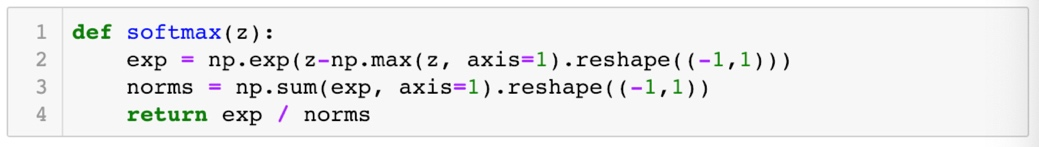 1 def softmax(z):
2     exp = np.exp(z-np.max(z, axis=1).reshape((-1,1)))
3     norms = np.sum(exp, axis=1).reshape((-1,1))
4     return exp / norms